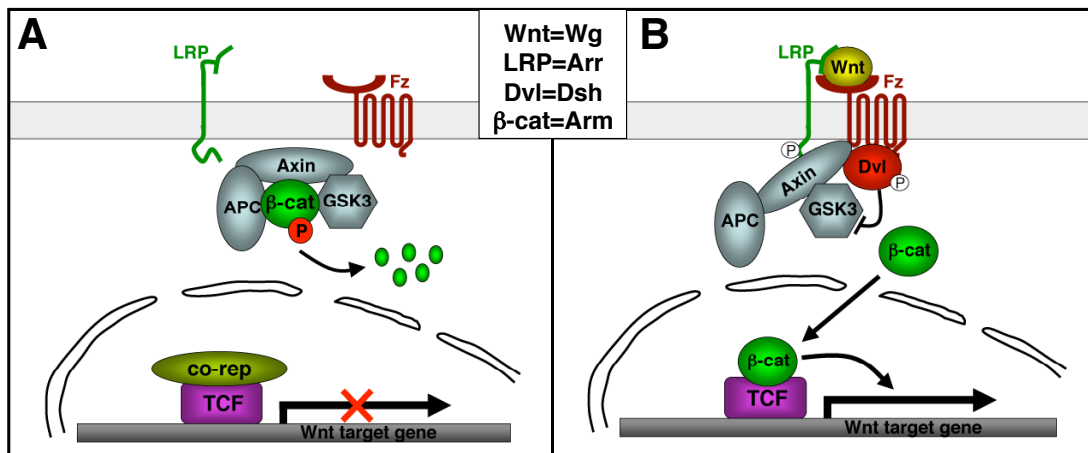 A
LRP
Fz
Axin
APC
β-cat
GSK3
P
co-rep
TCF
Wnt target gene
Wnt=Wg
LRP=Arr
Dvl=Dsh
β-cat=Arm
B
LRP
Wnt
Fz
P
Axin
Dvl
P
GSK3
APC
β-cat
β-cat
TCF
Wnt target gene